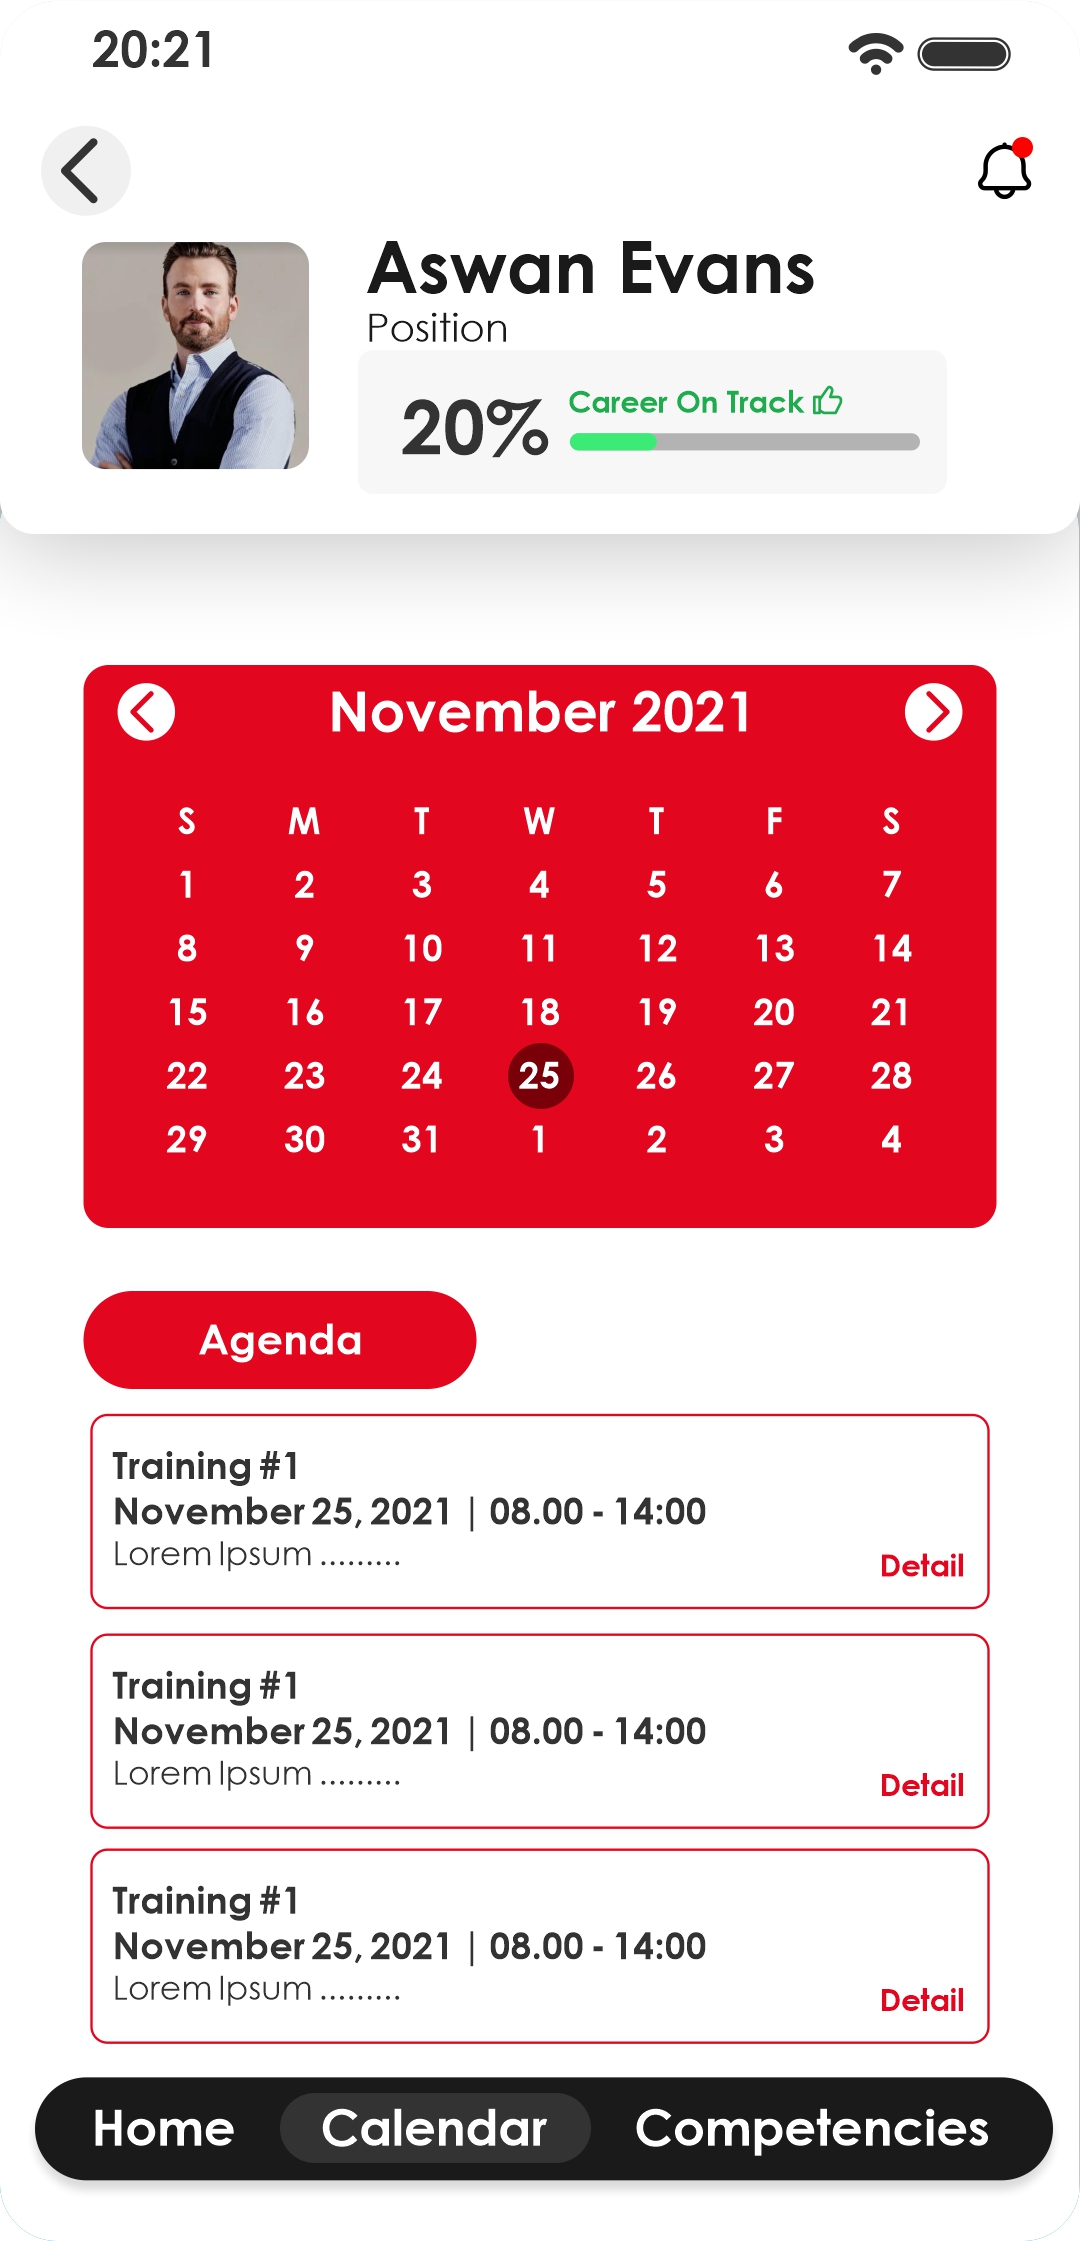 20:21
Aswan Evans
Position
20%
Career On Track
November 2021
S M T W T F S
1 2 3 4 5 6 7
8 9 10 11 12 13 14
15 16 17 18 19 20 21
22 23 24 25 26 27 28
29 30 31 1 2 3 4
Agenda
Training #1
November 25, 2021 | 08.00 - 14:00
Lorem Ipsum .........
Detail
Training #1
November 25, 2021 | 08.00 - 14:00
Lorem Ipsum .........
Detail
Training #1
November 25, 2021 | 08.00 - 14:00
Lorem Ipsum .........
Detail
Home Calendar Competencies